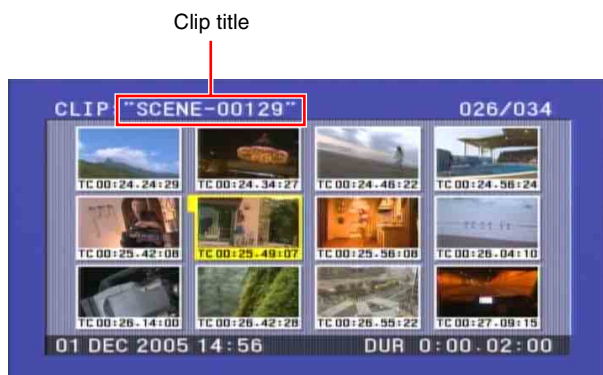 Clip title
CLIP:"SCENE-00129" 026/034
TC 00:24.24:29 TC 00:24.34:27 TC 00:24.46:22 TC 00:24.56:24
TC 00:25.42:08 TC 00:25.49:07 TC 00:25.56:08 TC 00:26.04:10
TC 00:26.14:00 TC 00:26.42:28 TC 00:26.55:22 TC 00:27.09:15
01 DEC 2005 14:56 DUR 0:00.02:00